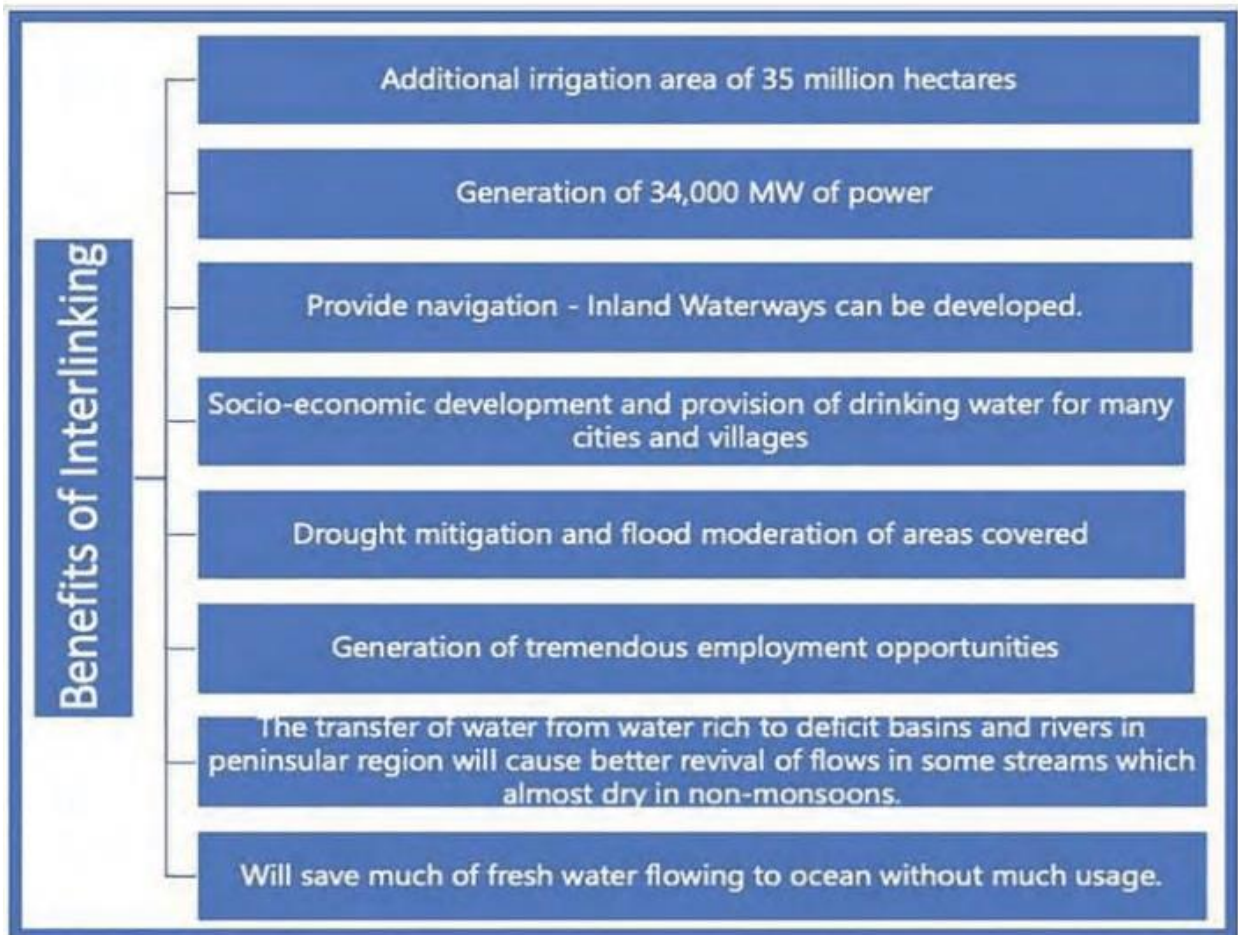 Benefits of Interlinking
Additional irrigation area of 35 million hectares
Generation of 34,000 MW of power
Provide navigation - Inland Waterways can be developed.
Socio-economic development and provision of drinking water for many
cities and villages
Drought mitigation and flood moderation of areas covered
Generation of tremendous employment opportunities
The transfer of water from water rich to deficit basins and rivers in
peninsular region will cause better revival of flows in some streams which
almost dry in non-monsoons.
Will save much of fresh water flowing to ocean without much usage.